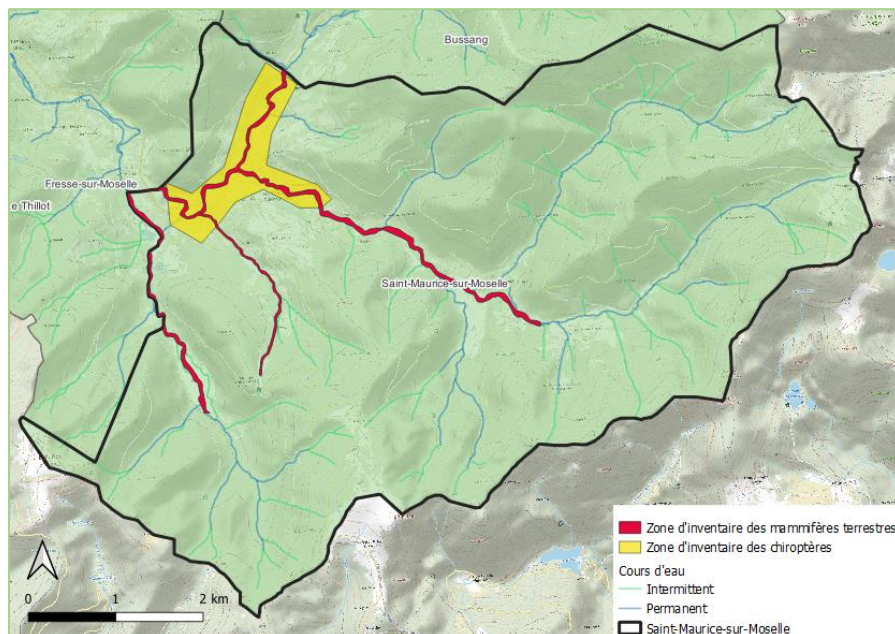 Bussang
Fresse-sur-Moselle
e Thillot
Saint-Maurice-sur-Moselle
Zone d'inventaire des mammifères terrestres
Zone d'inventaire des chiroptères
Cours d'eau
Intermittent
Permanent
Saint-Maurice-sur-Moselle
0 1 2 km